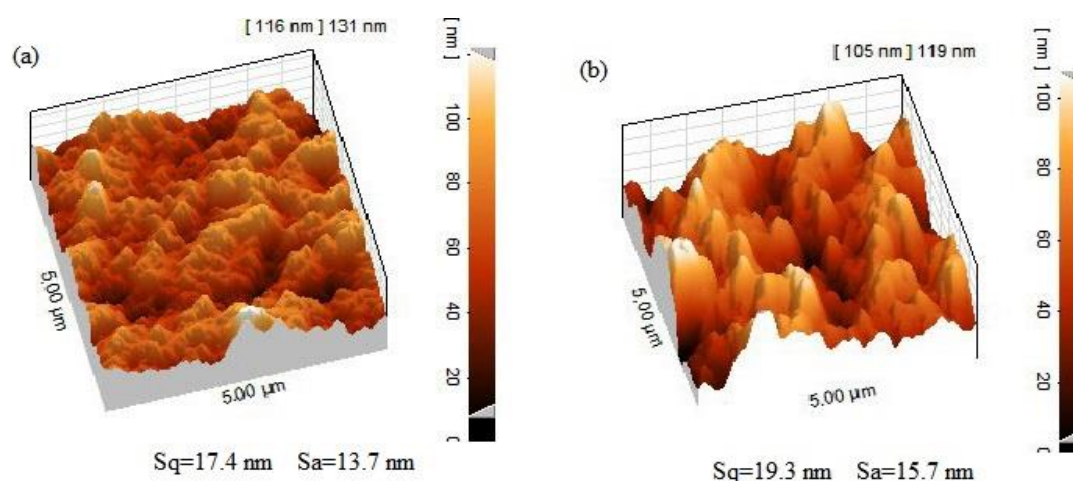 [ 116 nm ] 131 nm
(a)
[ nm ]
100
80
60
40
20
0
5.00 µm
5.00 µm
Sq=17.4 nm Sa=13.7 nm
[ 105 nm ] 119 nm
(b)
[ nm ]
100
80
60
40
20
0
5.00 µm
5.00 µm
Sq=19.3 nm Sa=15.7 nm